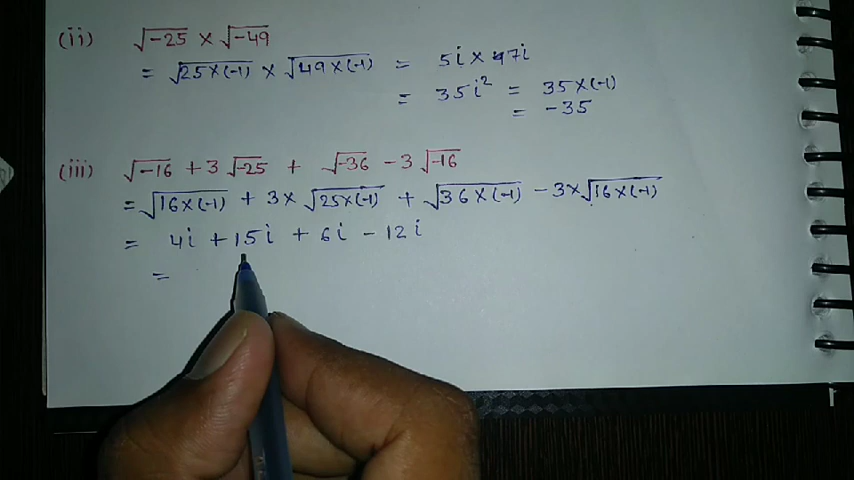 (ii) √-25 × √-49
= √25×(-1) × √49×(-1) = 5i × 7i
= 35i² = 35×(-1)
= -35
(iii) √-16 + 3√-25 + √-36 - 3√-16
= √16×(-1) + 3× √25×(-1) + √36×(-1) - 3×√16×(-1)
= 4i + 15i + 6i - 12i
=